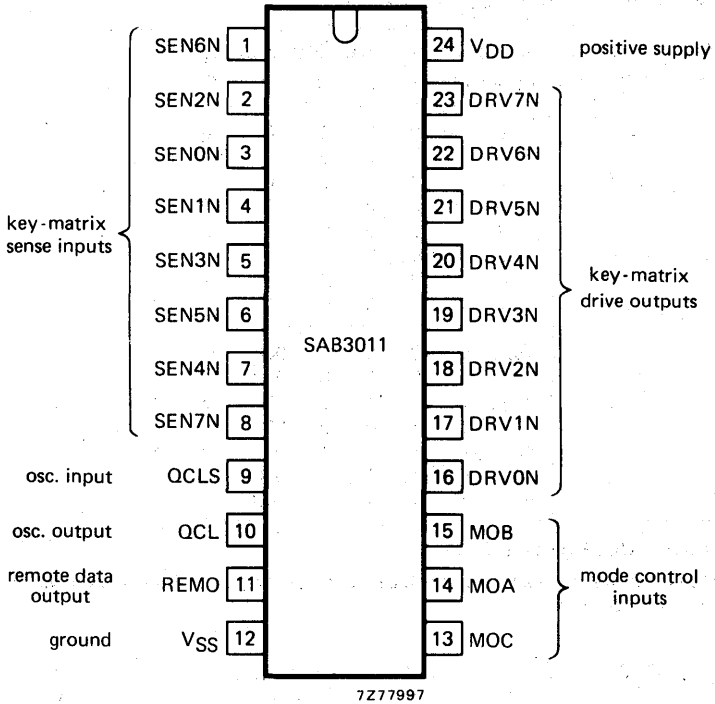 SEN6N 1 24 VDD positive supply
SEN2N 2 23 DRV7N
SEN0N 3 22 DRV6N
SEN1N 4 21 DRV5N
key-matrix
sense inputs
SEN3N 5 20 DRV4N
key-matrix
drive outputs
SEN5N 6 19 DRV3N
SAB3011
SEN4N 7 18 DRV2N
SEN7N 8 17 DRV1N
osc. input QCLS 9 16 DRV0N
osc. output QCL 10 15 MOB
remote data
output
REMO 11 14 MOA
mode control
inputs
ground VSS 12 13 MOC
7Z77997